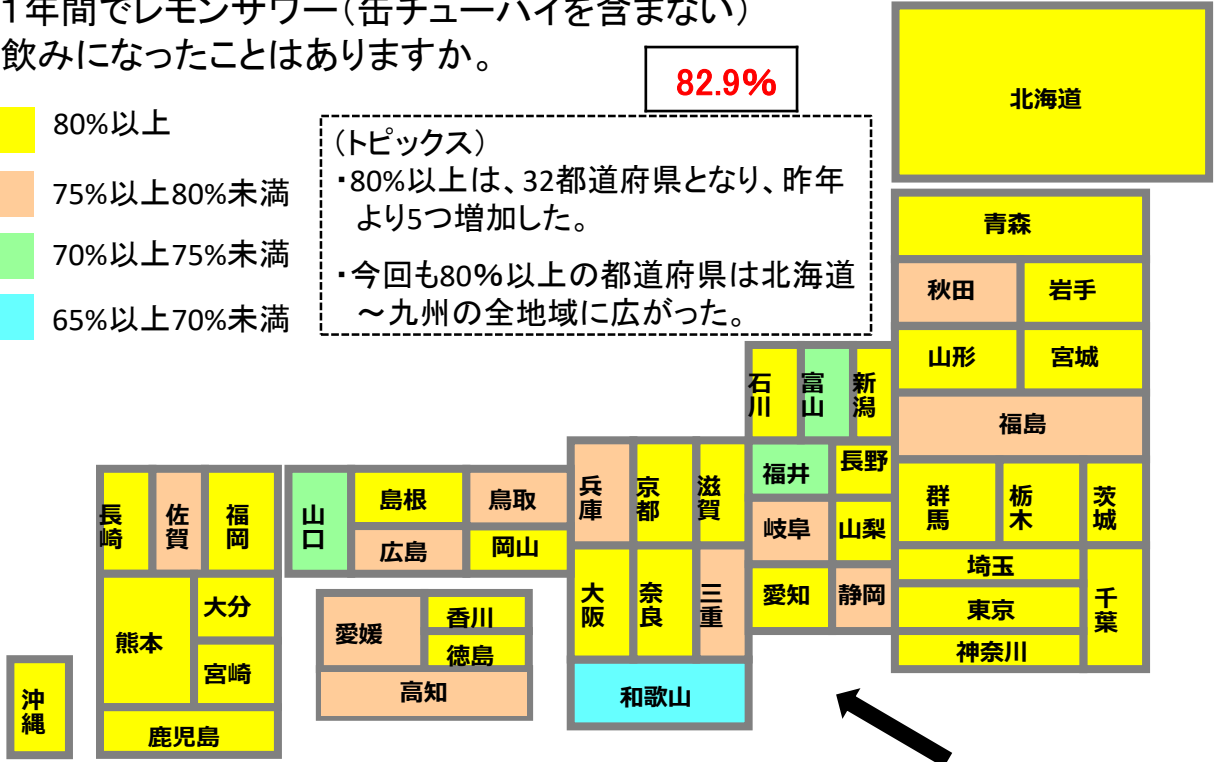 1年間でレモンサワー（缶チューハイを含まない）
飲みになったことはありますか。
82.9%
80%以上
75%以上80%未満
70%以上75%未満
65%以上70%未満
（トピックス）
・80%以上は、32都道府県となり、昨年
より5つ増加した。
・今回も80%以上の都道府県は北海道
～九州の全地域に広がった。
北海道
青森
秋田
岩手
山形
宮城
福島
石川
富山
新潟
福井
長野
岐阜
山梨
愛知
静岡
群馬
栃木
茨城
埼玉
東京
神奈川
千葉
兵庫
京都
滋賀
大阪
奈良
三重
和歌山
山口
島根
鳥取
広島
岡山
愛媛
香川
徳島
高知
長崎
佐賀
福岡
熊本
大分
宮崎
鹿児島
沖縄